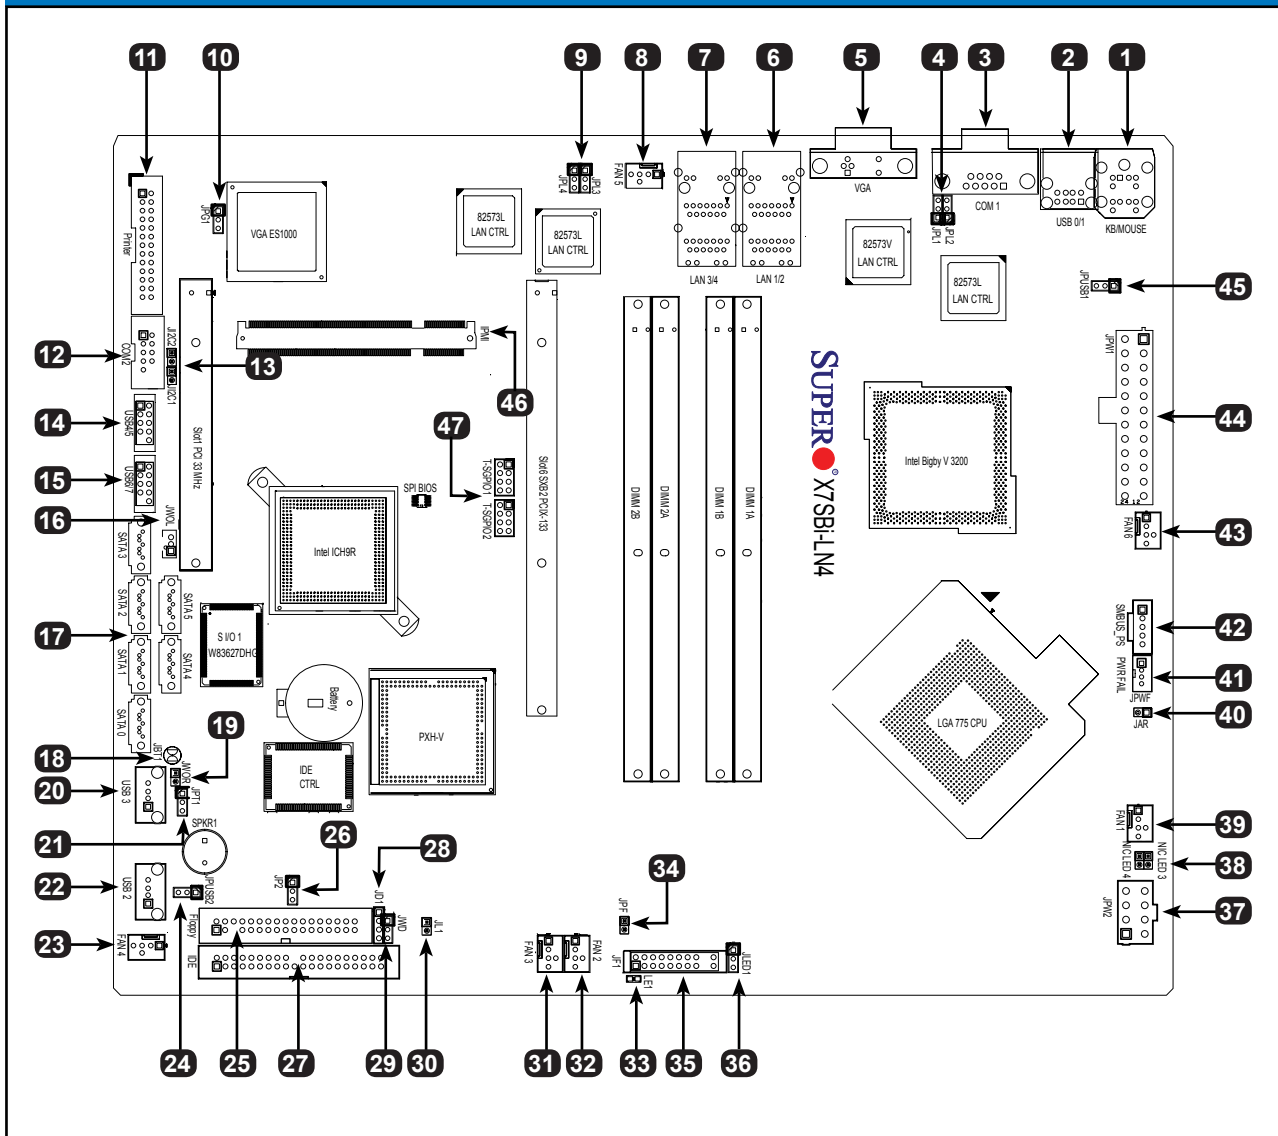 11
10
9
8
7
6
5
4
3
2
1
FAN 5
JPL4
JPL3
VGA
COM 1
USB 0/1
KB/MOUSE
JPL1
JPL2
JPG1
VGA ES1000
Printer
82573L
LAN CTRL
82573L
LAN CTRL
LAN 3/4
LAN 1/2
82573V
LAN CTRL
82573L
LAN CTRL
JPUSB1
45
12
COM2
JI2C2
JI2C1
13
IPMI
46
JPW1
44
24 12
14
USB4/5
15
USB6/7
Slot1 PCI 33 MHz
47
T-SGPIO1
T-SGPIO2
SPI BIOS
Slot6 SXB2 PCIX-133
DIMM 2B
DIMM 2A
DIMM 1B
DIMM 1A
SUPER
®
X7SBi-LN4
Intel Bigby V 3200
16
JWOL
SATA 3
Intel ICH9R
FAN6
43
SATA 2
SATA 5
17
SATA 1
SATA 4
S I/O 1
W83627DHG
SMBUS_PS
42
PWR FAIL
JPWF
41
JAR
40
SATA 0
Battery
PXH-V
LGA 775 CPU
18
JBT1
19
JWOR
20
USB 3
JPT1
IDE
CTRL
21
SPKR1
26
28
34
FAN1
39
NIC LED 3
NIC LED 4
38
22
USB 2
JPUSB2
JP2
JD1
JWD
JL1
JPF
JPW2
37
23
FAN 4
Floppy
IDE
FAN 3
FAN 2
JF1
LE1
JLED1
24
25
27
29
30
31
32
33
35
36